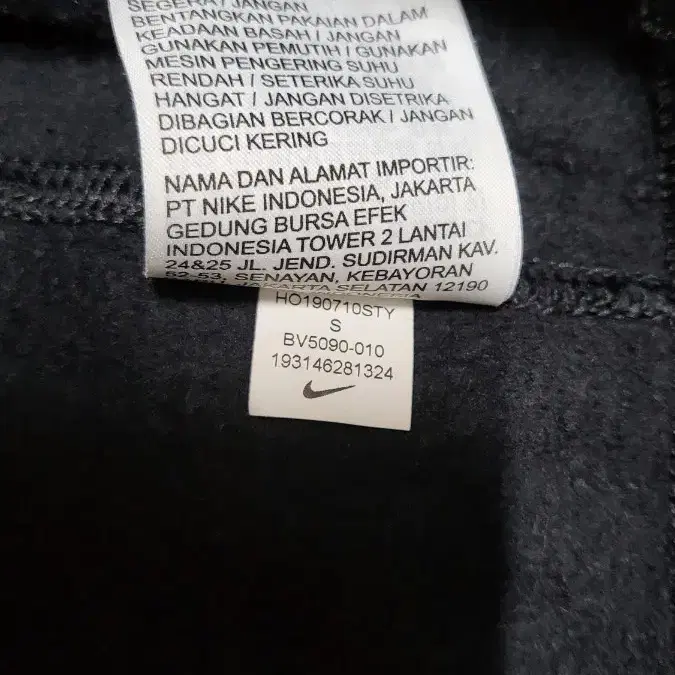 SEGERA / JANGAN
BENTANGKAN PAKAIAN DALAM
KEADAAN BASAH / JANGAN
GUNAKAN PEMUTIH / GUNAKAN
MESIN PENGERING SUHU
RENDAH / SETERIKA SUHU
HANGAT / JANGAN DISETRIKA
DIBAGIAN BERCORAK / JANGAN
DICUCI KERING
NAMA DAN ALAMAT IMPORTIR:
PT NIKE INDONESIA, JAKARTA
GEDUNG BURSA EFEK
INDONESIA TOWER 2 LANTAI
24&25 JL. JEND. SUDIRMAN KAV.
52-53, SENAYAN, KEBAYORAN
JAKARTA SELATAN 12190
HO190710STY
S
BV5090-010
193146281324